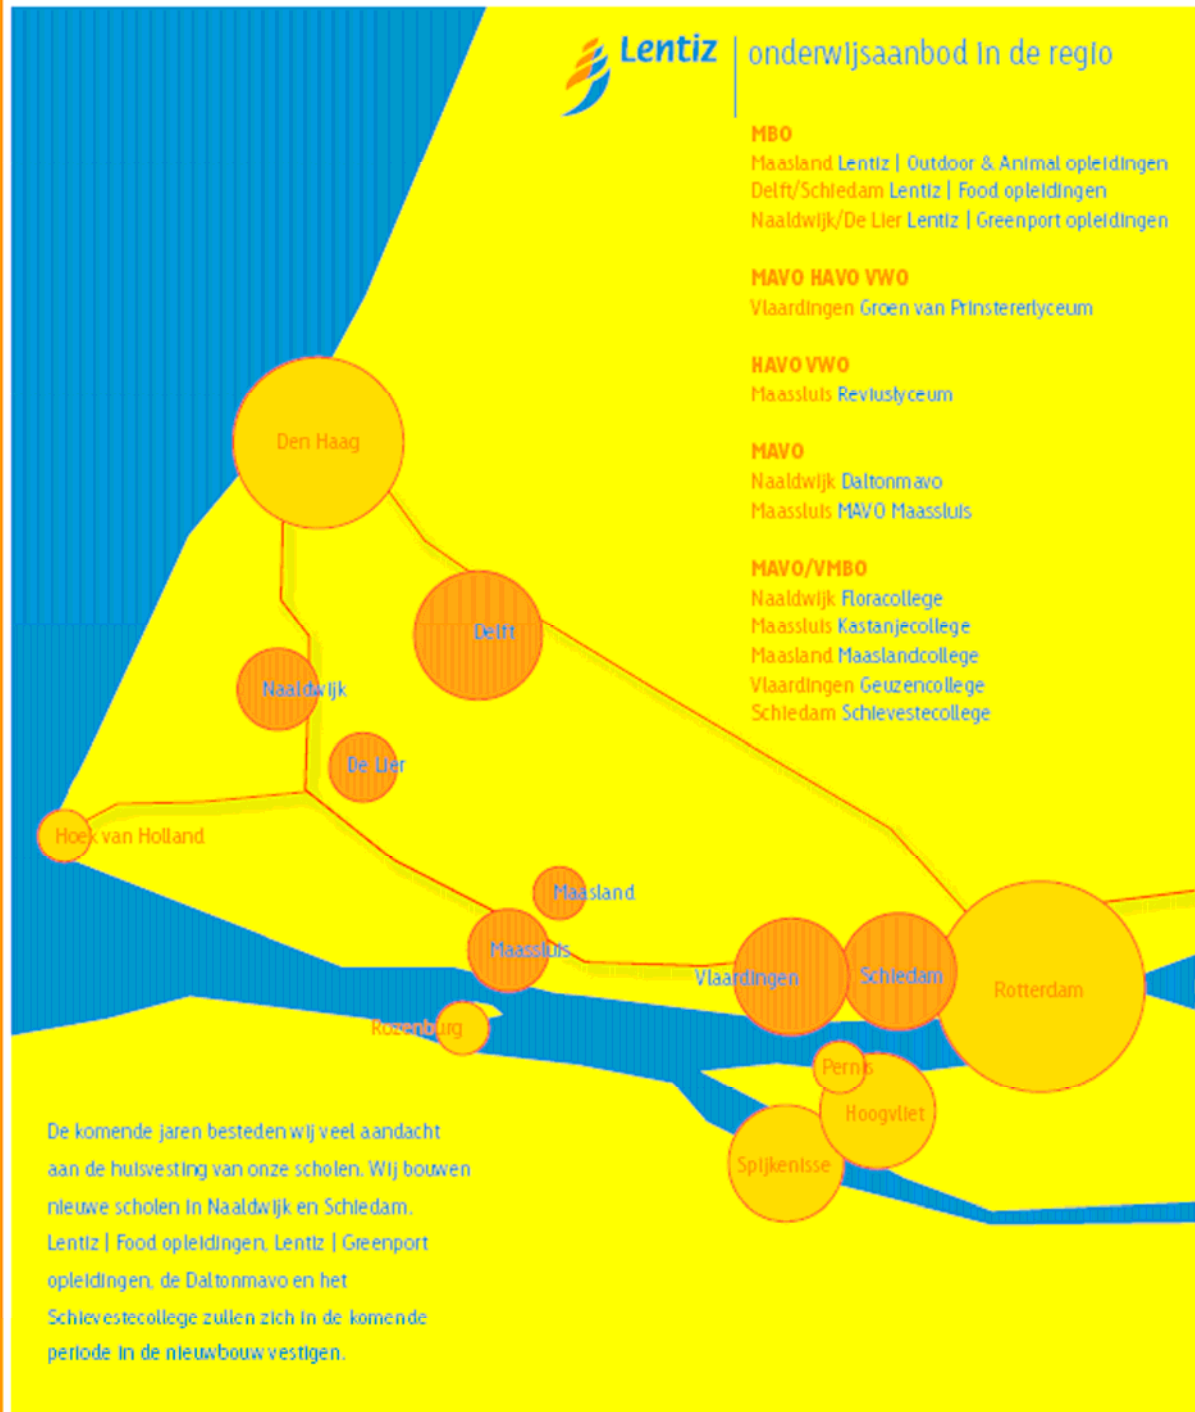 Lentiz | onderwijsaanbod in de regio
MBO
Maasland Lentiz | Outdoor & Animal opleidingen
Delft/Schiedam Lentiz | Food opleidingen
Naaldwijk/De Lier Lentiz | Greenport opleidingen
MAVO HAVO VWO
Vlaardingen Groen van Prinstererlyceum
HAVO VWO
Maassluis Reviuslyceum
MAVO
Naaldwijk Daltonmavo
Maassluis MAVO Maassluis
MAVO/VMBO
Naaldwijk Floracollege
Maassluis Kastanjecollege
Maasland Maaslandcollege
Vlaardingen Geuzencollege
Schiedam Schievestecollege
Den Haag
Delft
Naaldwijk
De Lier
Hoek van Holland
Maasland
Maassluis
Vlaardingen
Schiedam
Rotterdam
Rozenburg
Pernis
Hoogvliet
Spijkenisse
De komende jaren besteden wij veel aandacht
aan de huisvesting van onze scholen. Wij bouwen
nieuwe scholen in Naaldwijk en Schiedam.
Lentiz | Food opleidingen, Lentiz | Greenport
opleidingen, de Daltonmavo en het
Schievestecollege zullen zich in de komende
periode in de nieuwbouw vestigen.